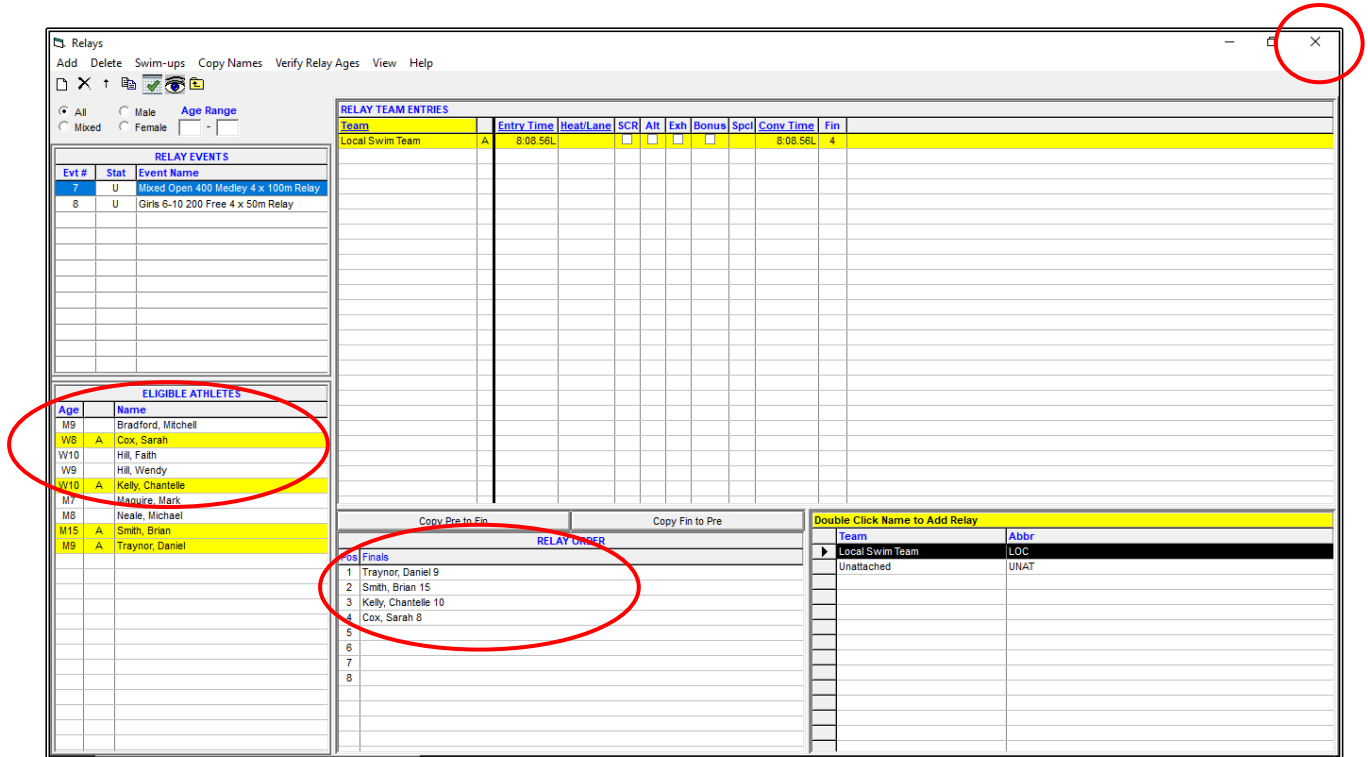 Relays
Add Delete Swim-ups Copy Names Verify Relay Ages View Help
All Male Age Range
Mixed Female -
RELAY EVENTS
Evt # Stat Event Name
7 U Mixed Open 400 Medley 4 x 100m Relay
8 U Girls 6-10 200 Free 4 x 50m Relay
RELAY TEAM ENTRIES
Team Entry Time Heat/Lane SCR Alt Exh Bonus Spcl Conv Time Fin
Local Swim Team A 8:08.56L 8:08.56L 4
ELIGIBLE ATHLETES
Age Name
M9 Bradford, Mitchell
W8 A Cox, Sarah
W10 Hill, Faith
W9 Hill, Wendy
W10 A Kelly, Chantelle
M7 Maguire, Mark
M8 Neale, Michael
M15 A Smith, Brian
M9 A Traynor, Daniel
Copy Pre to Fin Copy Fin to Pre
RELAY ORDER
Pos Finals
1 Traynor, Daniel 9
2 Smith, Brian 15
3 Kelly, Chantelle 10
4 Cox, Sarah 8
5
6
7
8
Double Click Name to Add Relay
Team Abbr
Local Swim Team LOC
Unattached UNAT